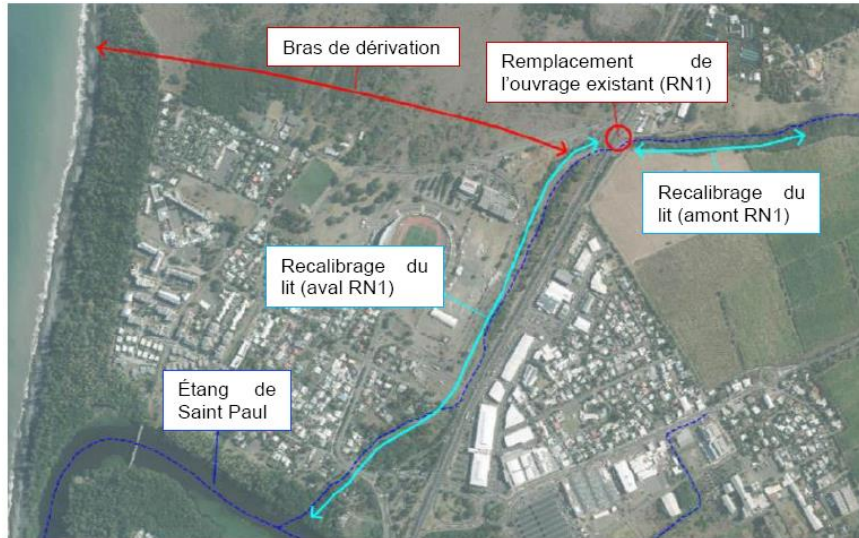 Bras de dérivation
Remplacement de
l'ouvrage existant (RN1)
Recalibrage du
lit (amont RN1)
Recalibrage du
lit (aval RN1)
Étang de
Saint Paul